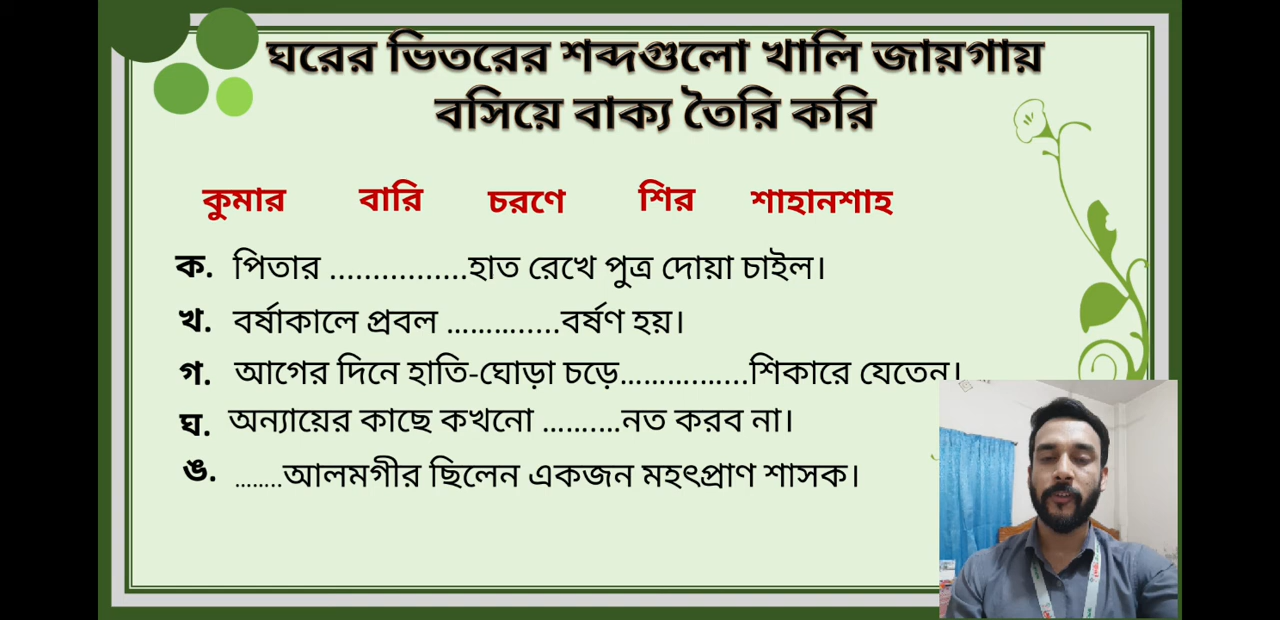 ঘরের ভিতরের শব্দগুলো খালি জায়গায়
বসিয়ে বাক্য তৈরি করি
কুমার বারি চরণে শির শাহানশাহ
ক. পিতার ................হাত রেখে পুত্র দোয়া চাইল।
খ. বর্ষাকালে প্রবল .............বর্ষণ হয়।
গ. আগের দিনে হাতি-ঘোড়া চড়ে...............শিকারে যেতেন।
ঘ. অন্যায়ের কাছে কখনো .........নত করব না।
ঙ. ........আলমগীর ছিলেন একজন মহৎপ্রাণ শাসক।